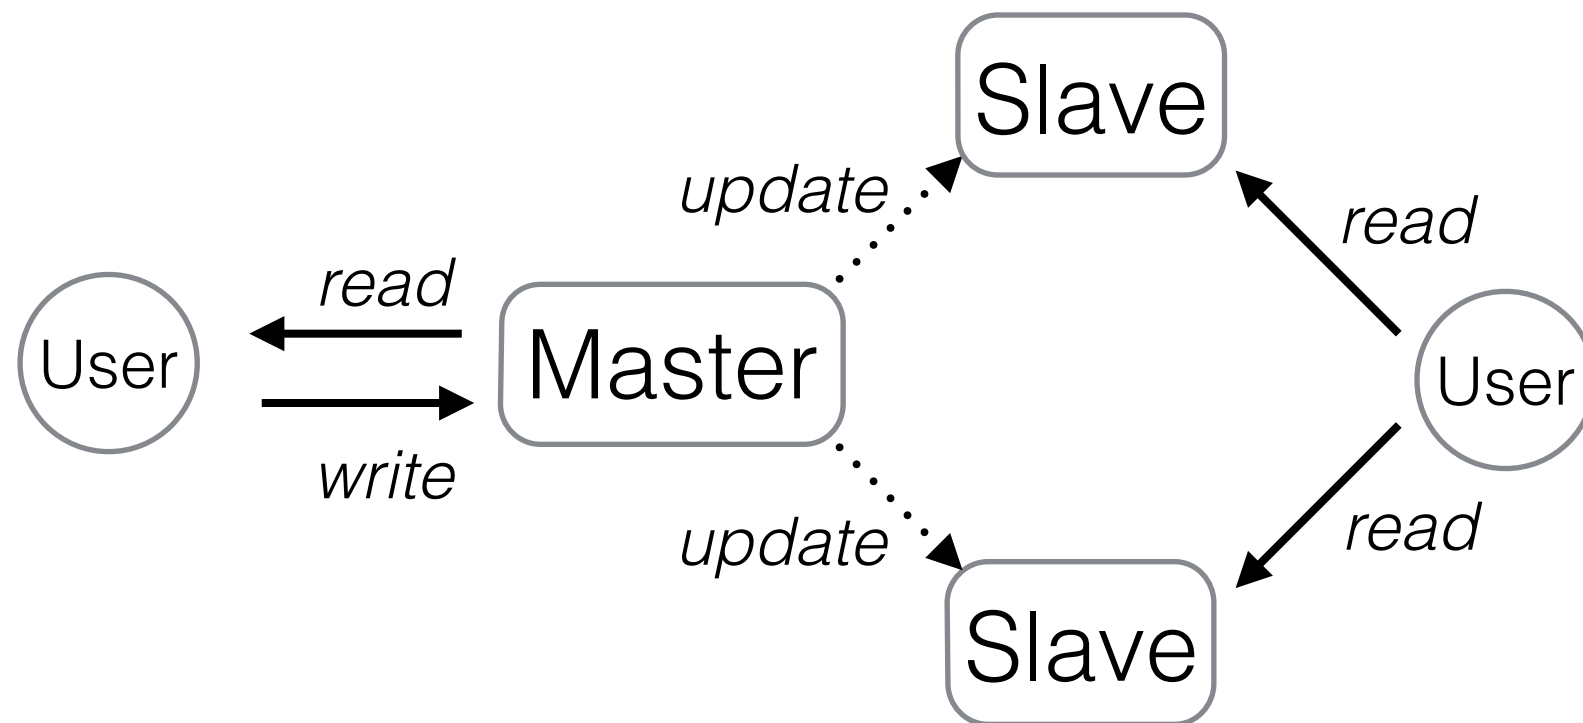 Slave
update
read
read
User
Master
User
write
update
read
Slave